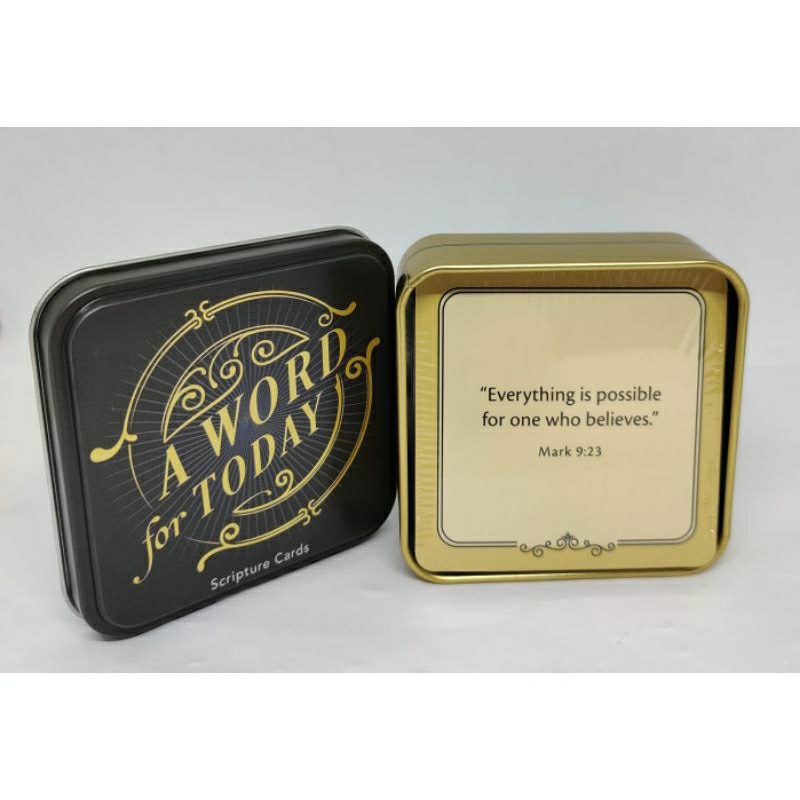 A WORD
for TODAY
Scripture Cards
“Everything is possible
for one who believes.”
Mark 9:23